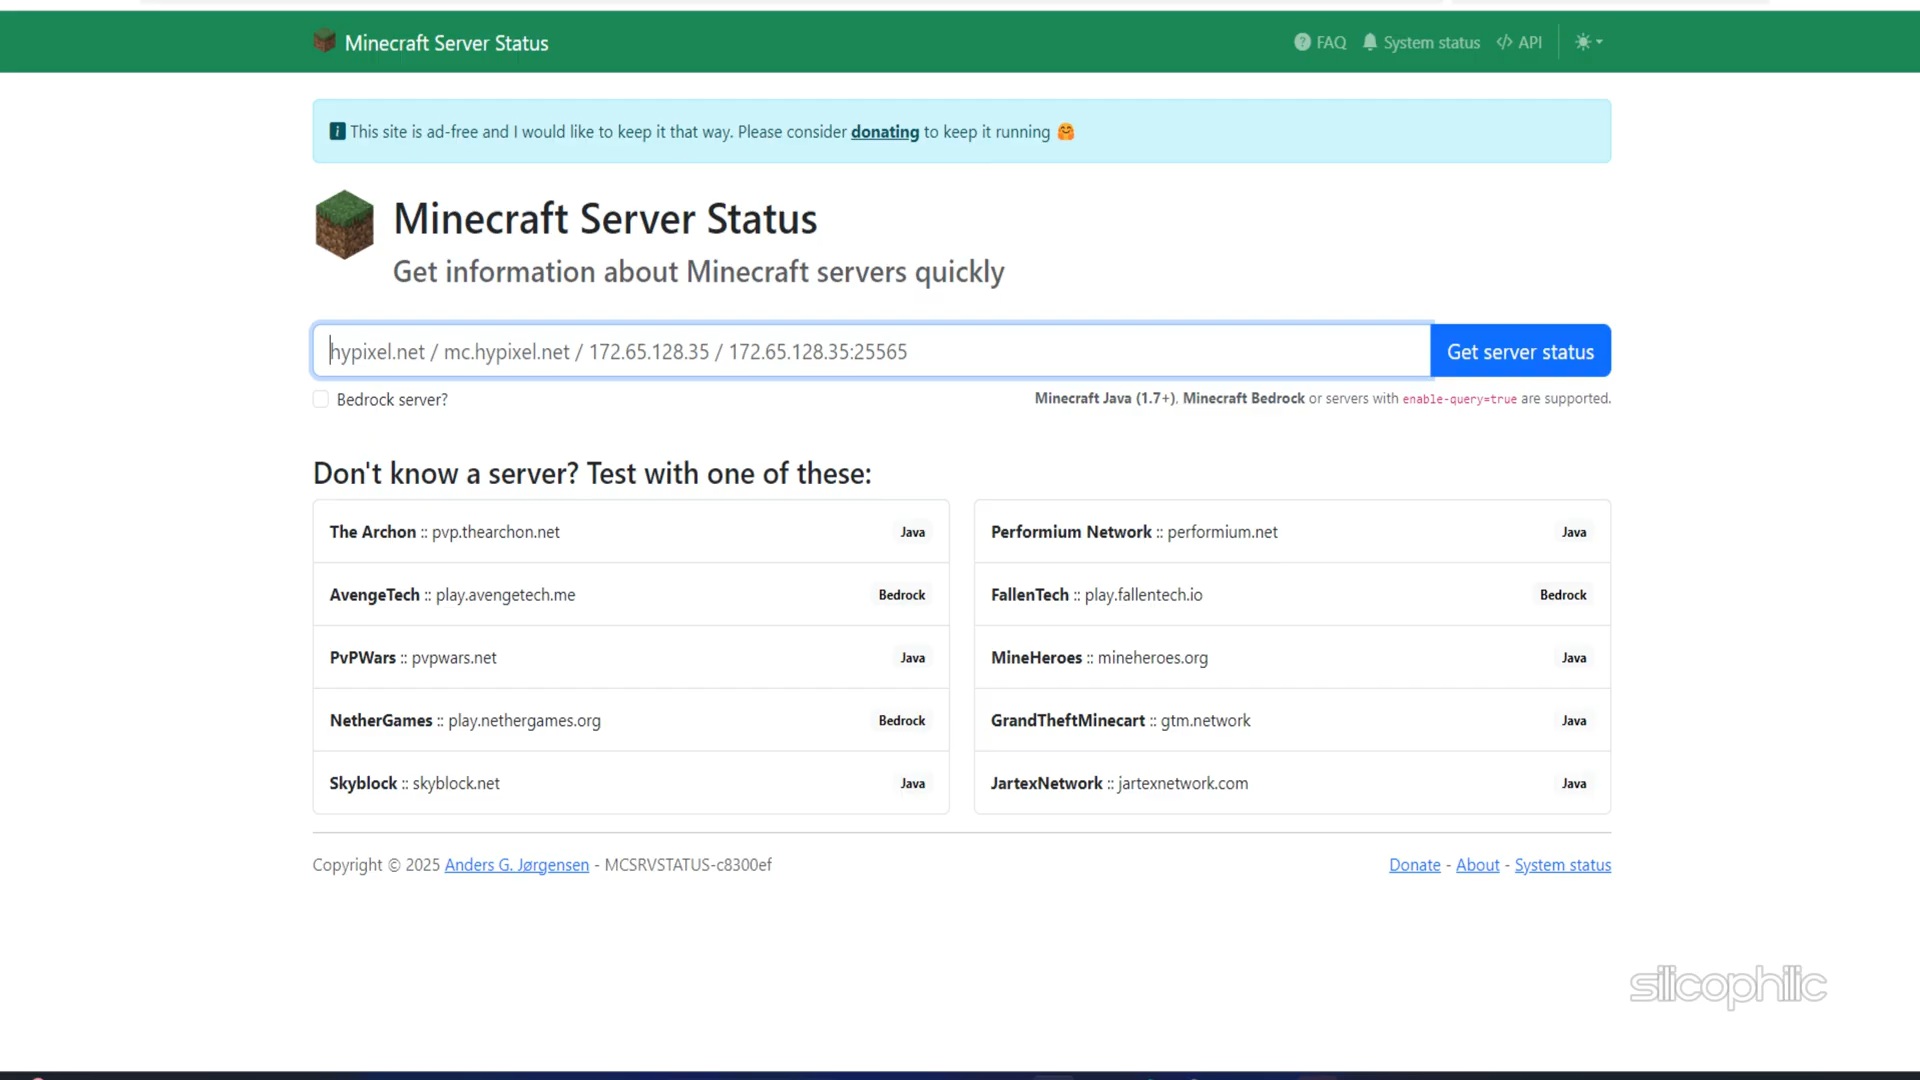 Minecraft Server Status
FAQ System status API
This site is ad-free and I would like to keep it that way. Please consider donating to keep it running 🤗
Minecraft Server Status
Get information about Minecraft servers quickly
hypixel.net / mc.hypixel.net / 172.65.128.35 / 172.65.128.35:25565
Get server status
Bedrock server?
Minecraft Java (1.7+), Minecraft Bedrock or servers with enable-query=true are supported.
Don't know a server? Test with one of these:
The Archon :: pvp.thearchon.net Java
AvengeTech :: play.avengetech.me Bedrock
PvPWars :: pvpwars.net Java
NetherGames :: play.nethergames.org Bedrock
Skyblock :: skyblock.net Java
Performium Network :: performium.net Java
FallenTech :: play.fallentech.io Bedrock
MineHeroes :: mineheroes.org Java
GrandTheftMinecart :: gtm.network Java
JartexNetwork :: jartexnetwork.com Java
Copyright © 2025 Anders G. Jørgensen - MCSRVSTATUS-c8300ef
Donate - About - System status
silicophilic